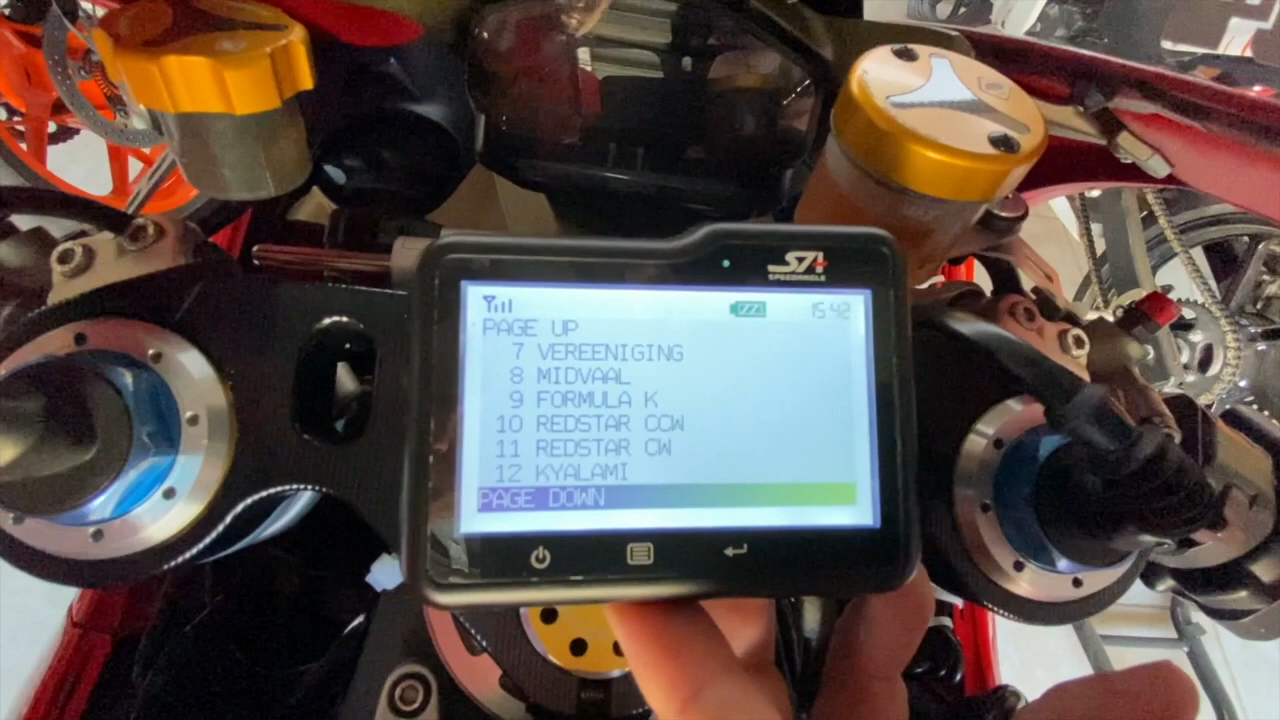 S71+
SPEEDANGLE
15:42
PAGE UP
7 VEREENIGING
8 MIDVAAL
9 FORMULA K
10 REDSTAR CCW
11 REDSTAR CW
12 KYALAMI
PAGE DOWN